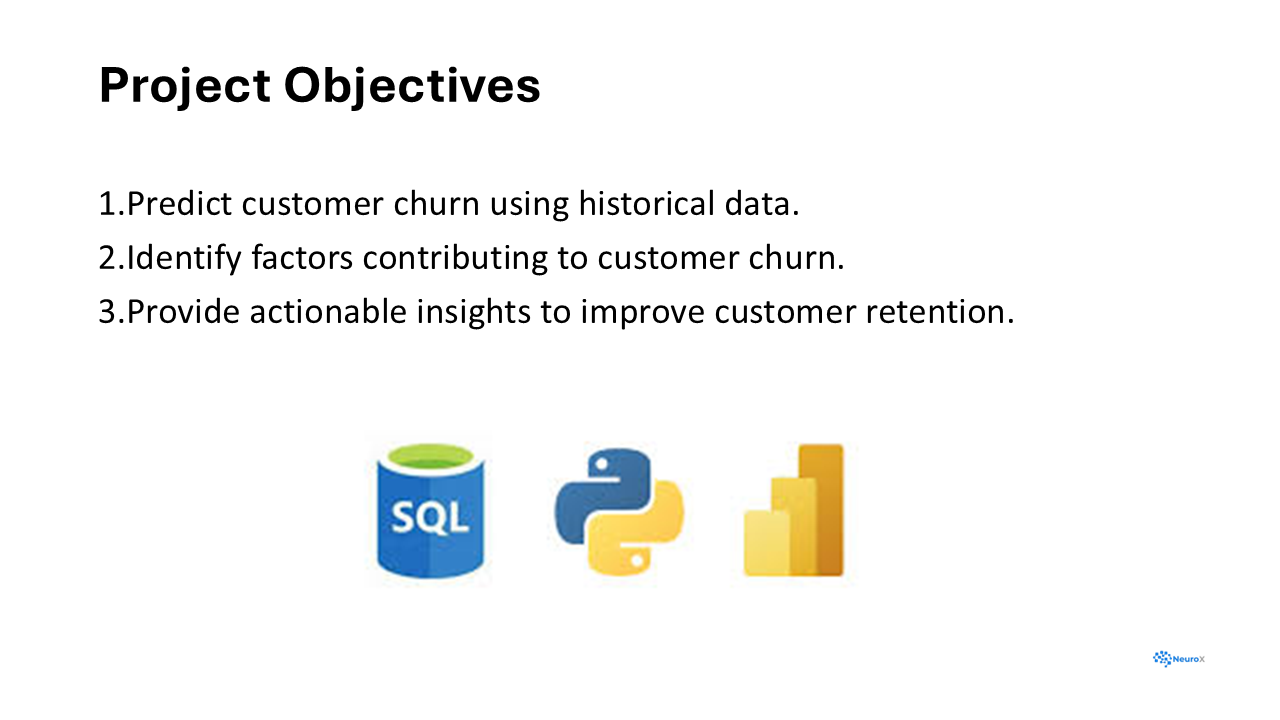 Project Objectives
1.Predict customer churn using historical data.
2.Identify factors contributing to customer churn.
3.Provide actionable insights to improve customer retention.
SQL
NeuroX